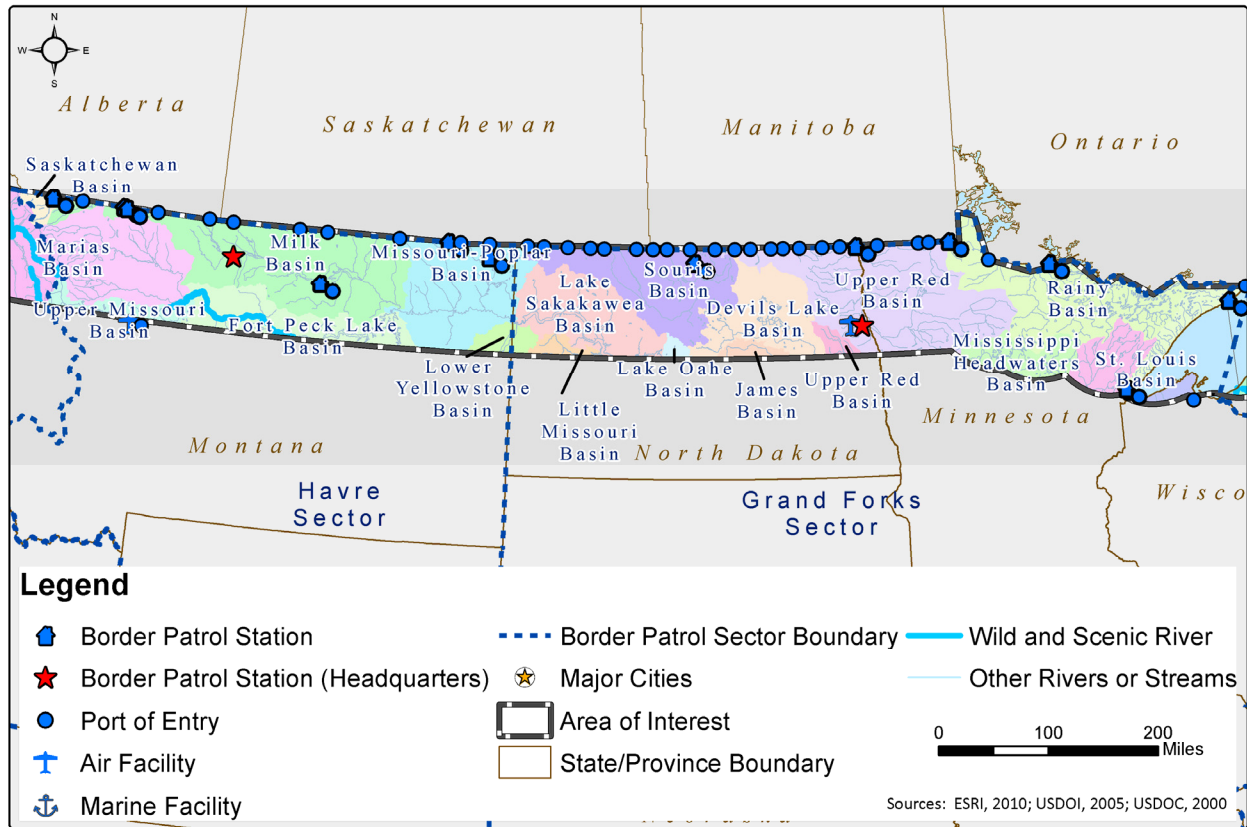 N
W E
S
Alberta
Saskatchewan
Manitoba
Ontario
Saskatchewan
Basin
Marias
Basin
Milk
Basin
Missouri-Poplar
Basin
Souris
Basin
Lake
Sakakawea
Basin
Devils Lake
Basin
Upper Red
Basin
Rainy
Basin
Upper Missouri
Basin
Fort Peck Lake
Basin
Lower
Yellowstone
Basin
Little
Missouri
Basin
Lake Oahe
Basin
James
Basin
Upper Red
Basin
Mississippi
Headwaters
Basin
St. Louis
Basin
Montana
North Dakota
Minnesota
Wisco
Havre
Sector
Grand Forks
Sector
Legend
Border Patrol Station
Border Patrol Station (Headquarters)
Port of Entry
Air Facility
Marine Facility
Border Patrol Sector Boundary
Major Cities
Area of Interest
State/Province Boundary
Wild and Scenic River
Other Rivers or Streams
0 100 200
Miles
Sources: ESRI, 2010; USDOI, 2005; USDOC, 2000